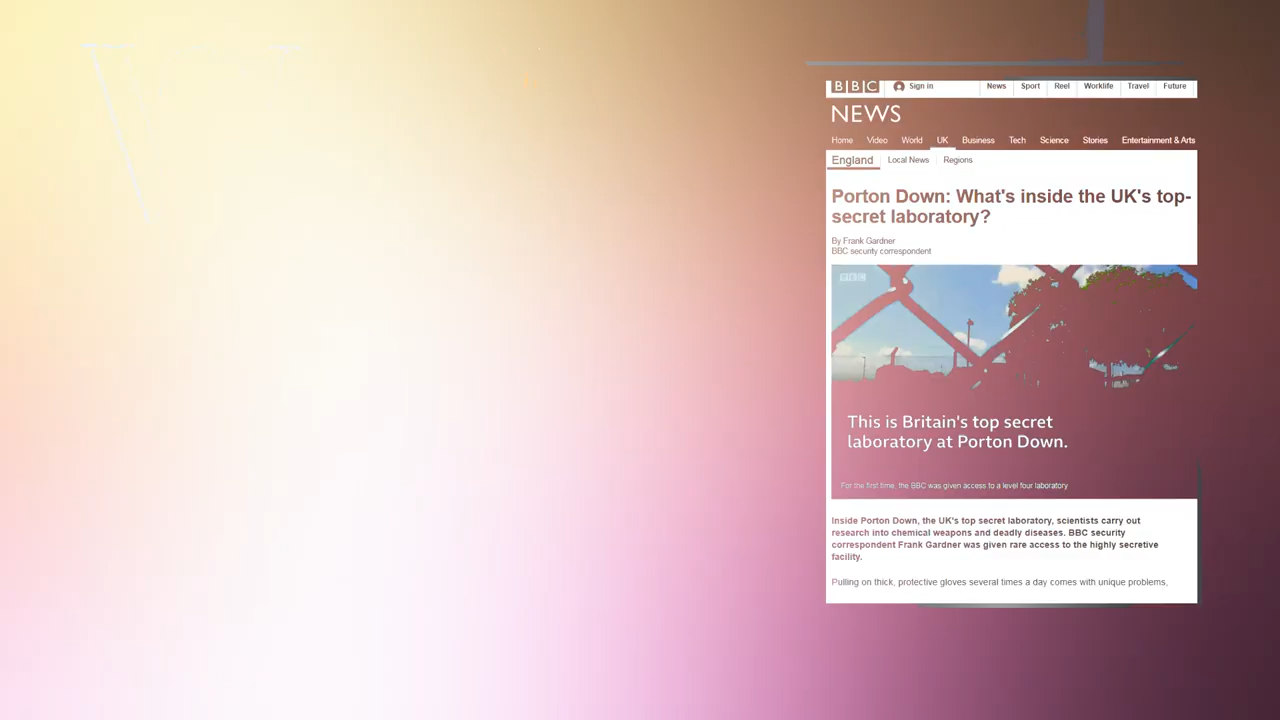 BBC Sign in News Sport Reel Worklife Travel Future
NEWS
Home Video World UK Business Tech Science Stories Entertainment & Arts
England Local News Regions
Porton Down: What's inside the UK's top-
secret laboratory?
By Frank Gardner
BBC security correspondent
BBC
This is Britain's top secret
laboratory at Porton Down.
For the first time, the BBC was given access to a level four laboratory
Inside Porton Down, the UK's top secret laboratory, scientists carry out
research into chemical weapons and deadly diseases. BBC security
correspondent Frank Gardner was given rare access to the highly secretive
facility.
Pulling on thick, protective gloves several times a day comes with unique problems,